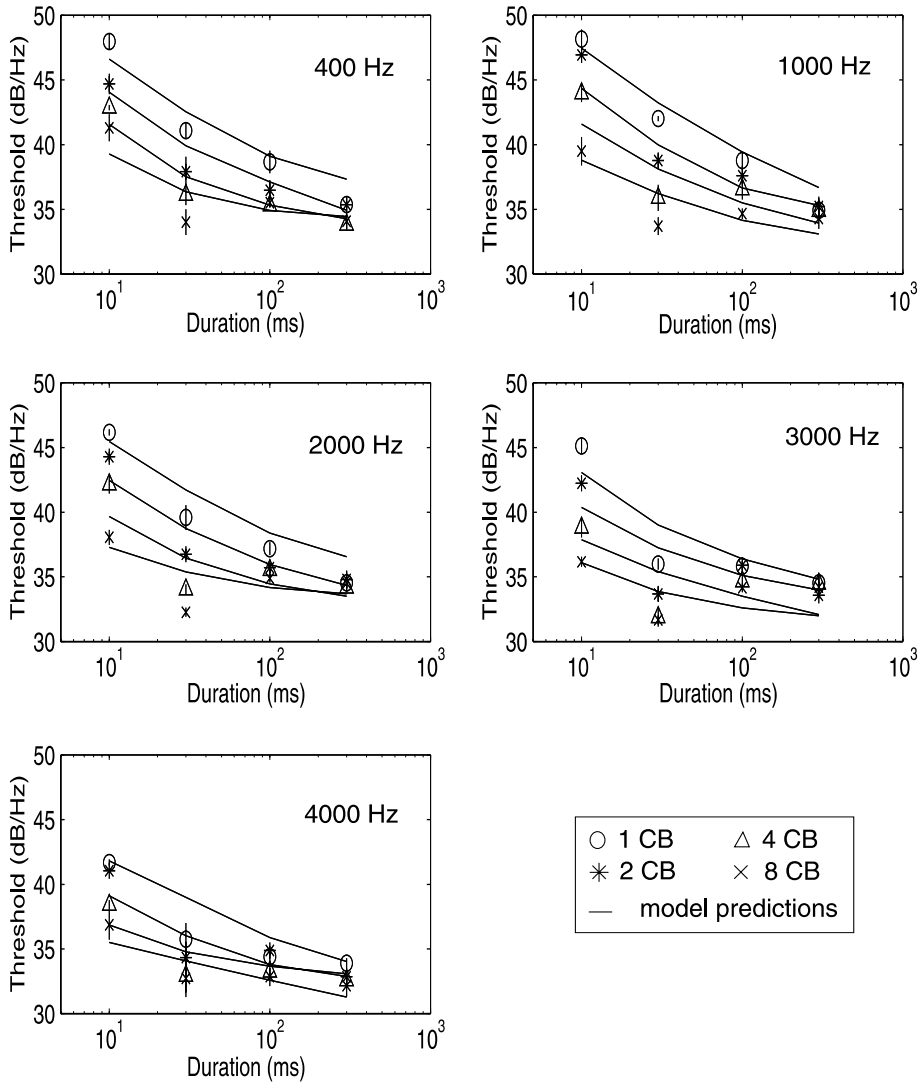 50
45
40
35
30
Threshold (dB/Hz)
400 Hz
10^1
10^2
10^3
Duration (ms)
50
45
40
35
30
Threshold (dB/Hz)
1000 Hz
10^1
10^2
10^3
Duration (ms)
50
45
40
35
30
Threshold (dB/Hz)
2000 Hz
10^1
10^2
10^3
Duration (ms)
50
45
40
35
30
Threshold (dB/Hz)
3000 Hz
10^1
10^2
10^3
Duration (ms)
50
45
40
35
30
Threshold (dB/Hz)
4000 Hz
10^1
10^2
10^3
Duration (ms)
1 CB
4 CB
2 CB
8 CB
model predictions